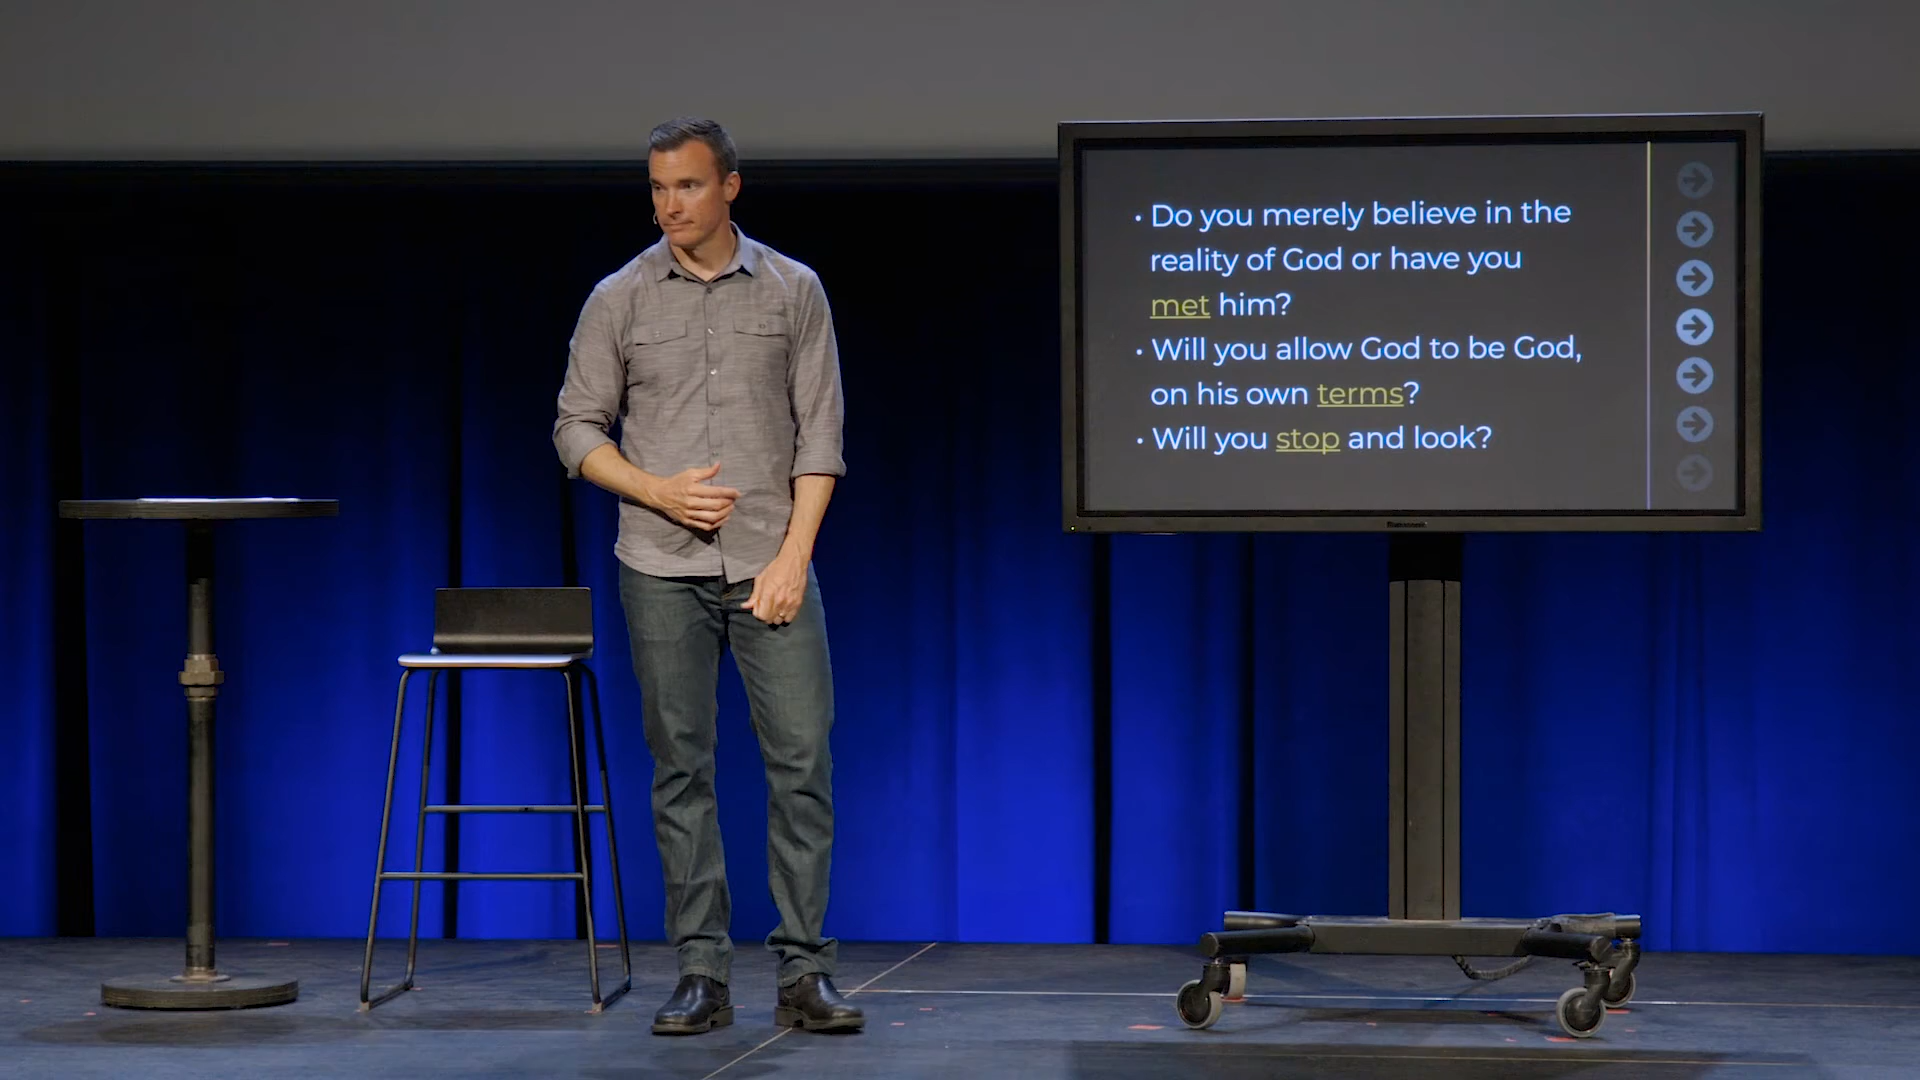 • Do you merely believe in the
reality of God or have you
met him?
• Will you allow God to be God,
on his own terms?
• Will you stop and look?